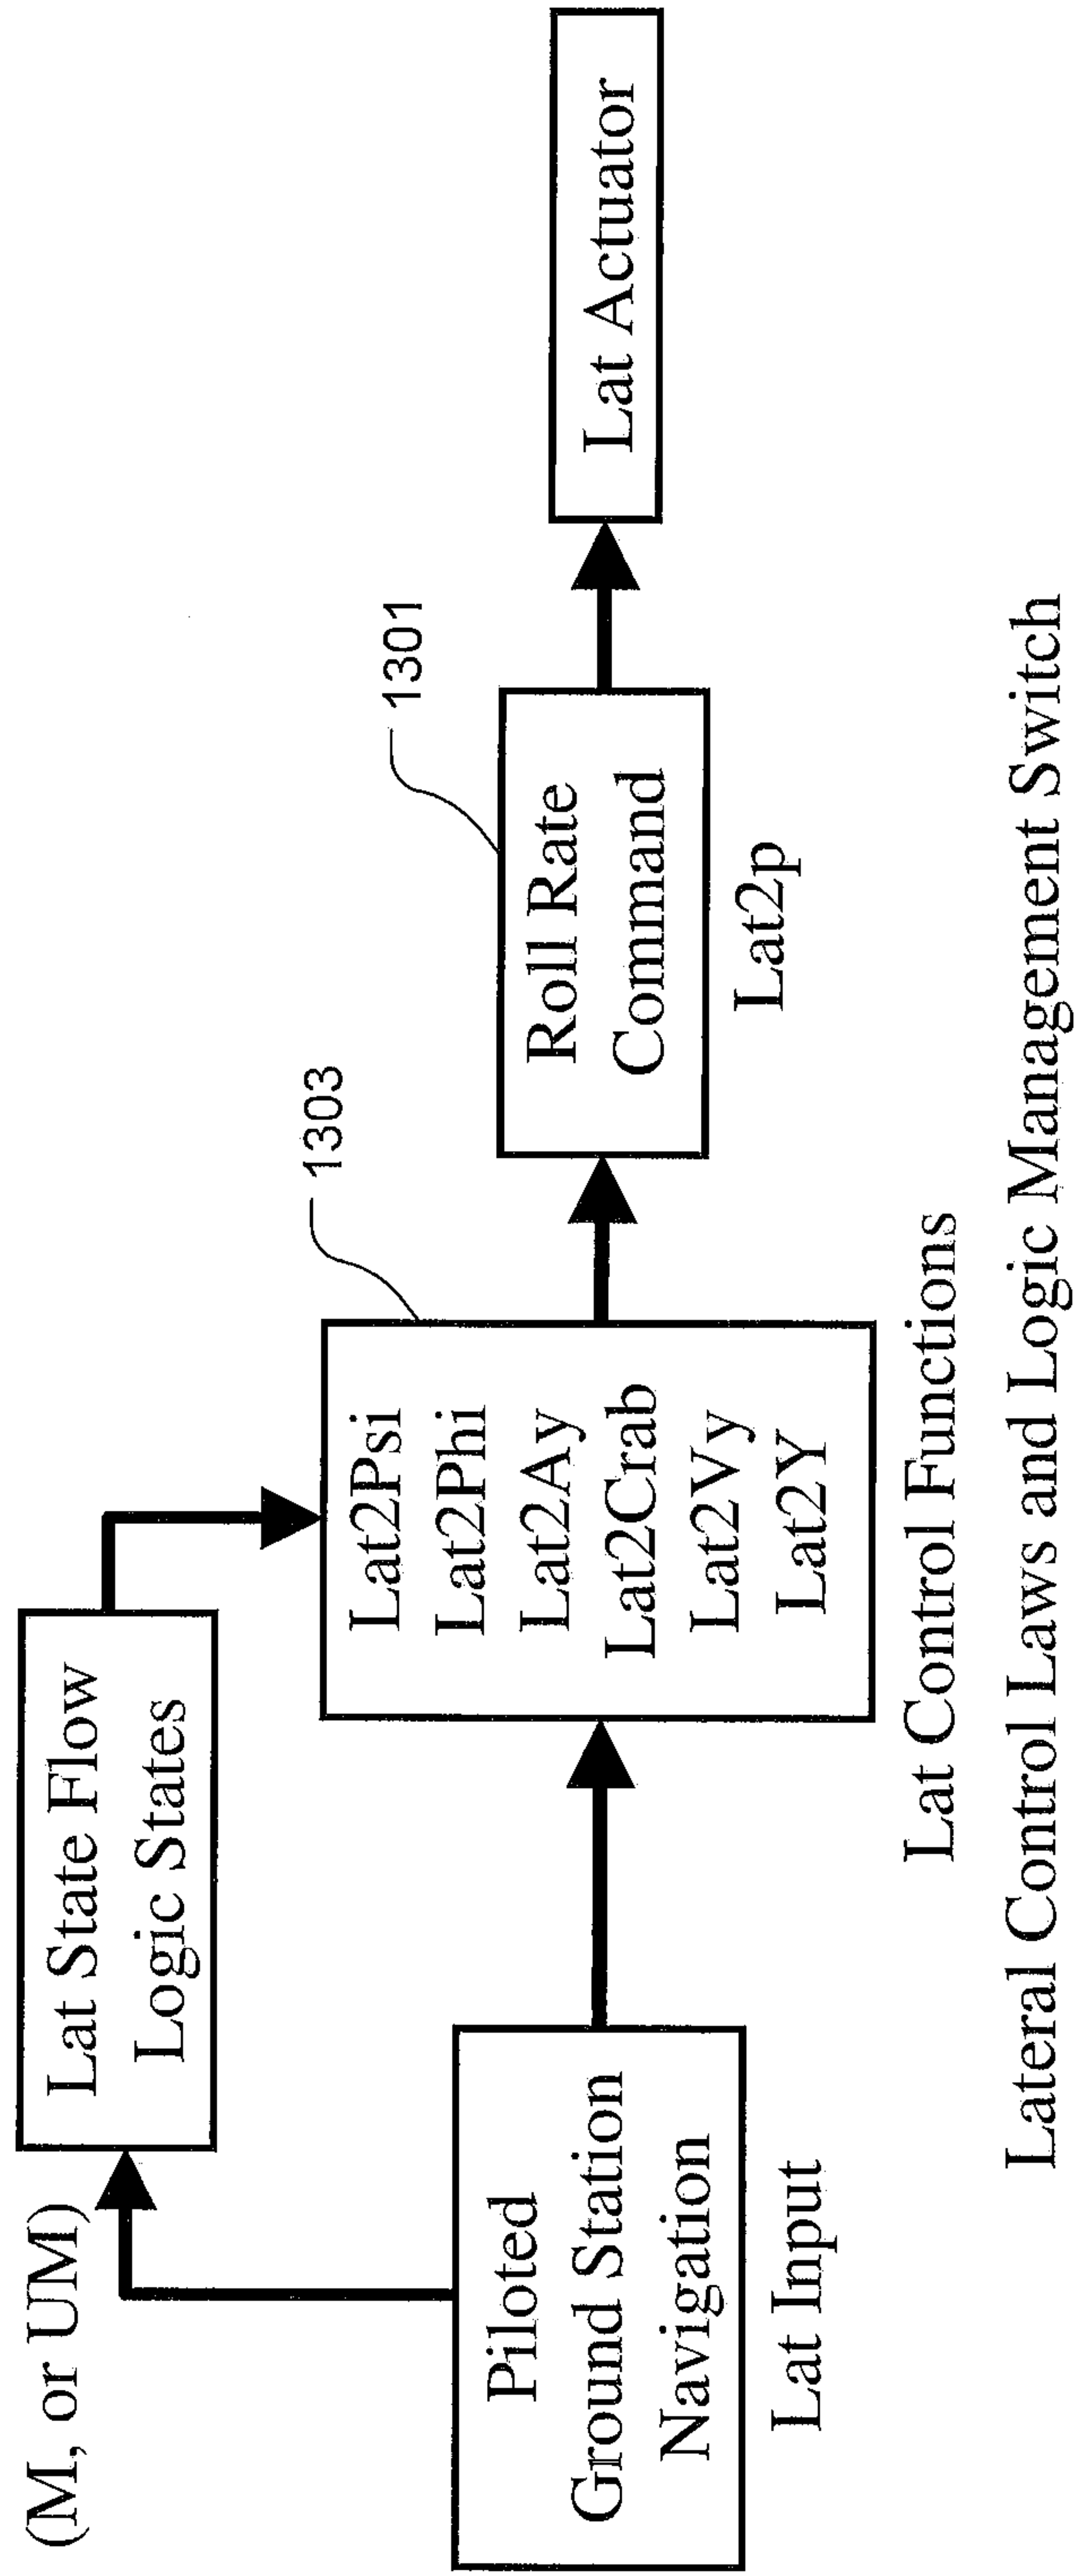 (M, or UM)
Lat State Flow
Logic States
Piloted
Ground Station
Navigation
Lat Input
1303
Lat2Psi
Lat2Phi
Lat2Ay
Lat2Crab
Lat2Vy
Lat2Y
Lat Control Functions
1301
Roll Rate
Command
Lat2p
Lat Actuator
Lateral Control Laws and Logic Management Switch